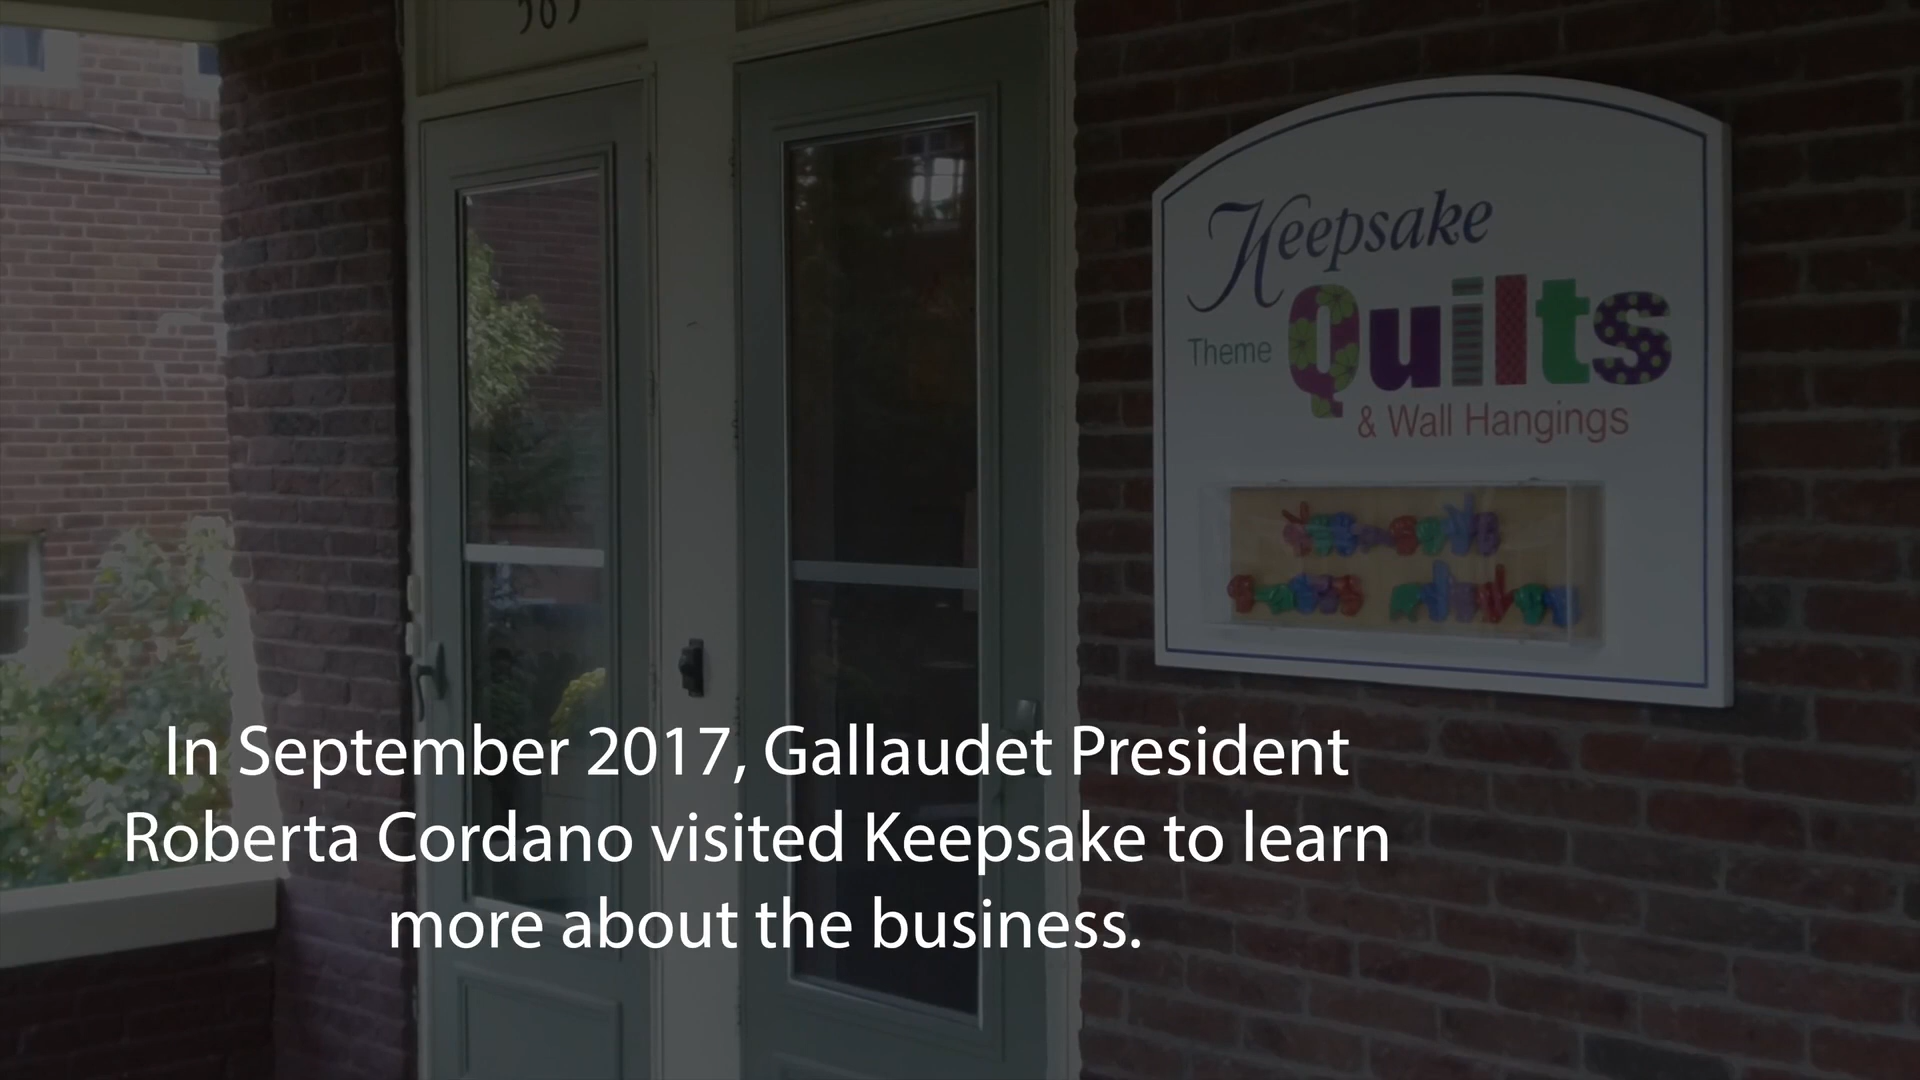 Keepsake
Theme Quilts
& Wall Hangings
In September 2017, Gallaudet President
Roberta Cordano visited Keepsake to learn
more about the business.